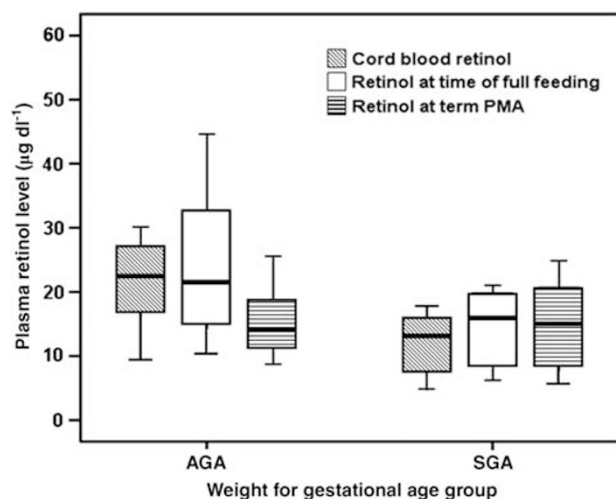 60
50
40
30
20
10
0
Plasma retinol level (µg dl⁻¹)
Cord blood retinol
Retinol at time of full feeding
Retinol at term PMA
AGA
SGA
Weight for gestational age group